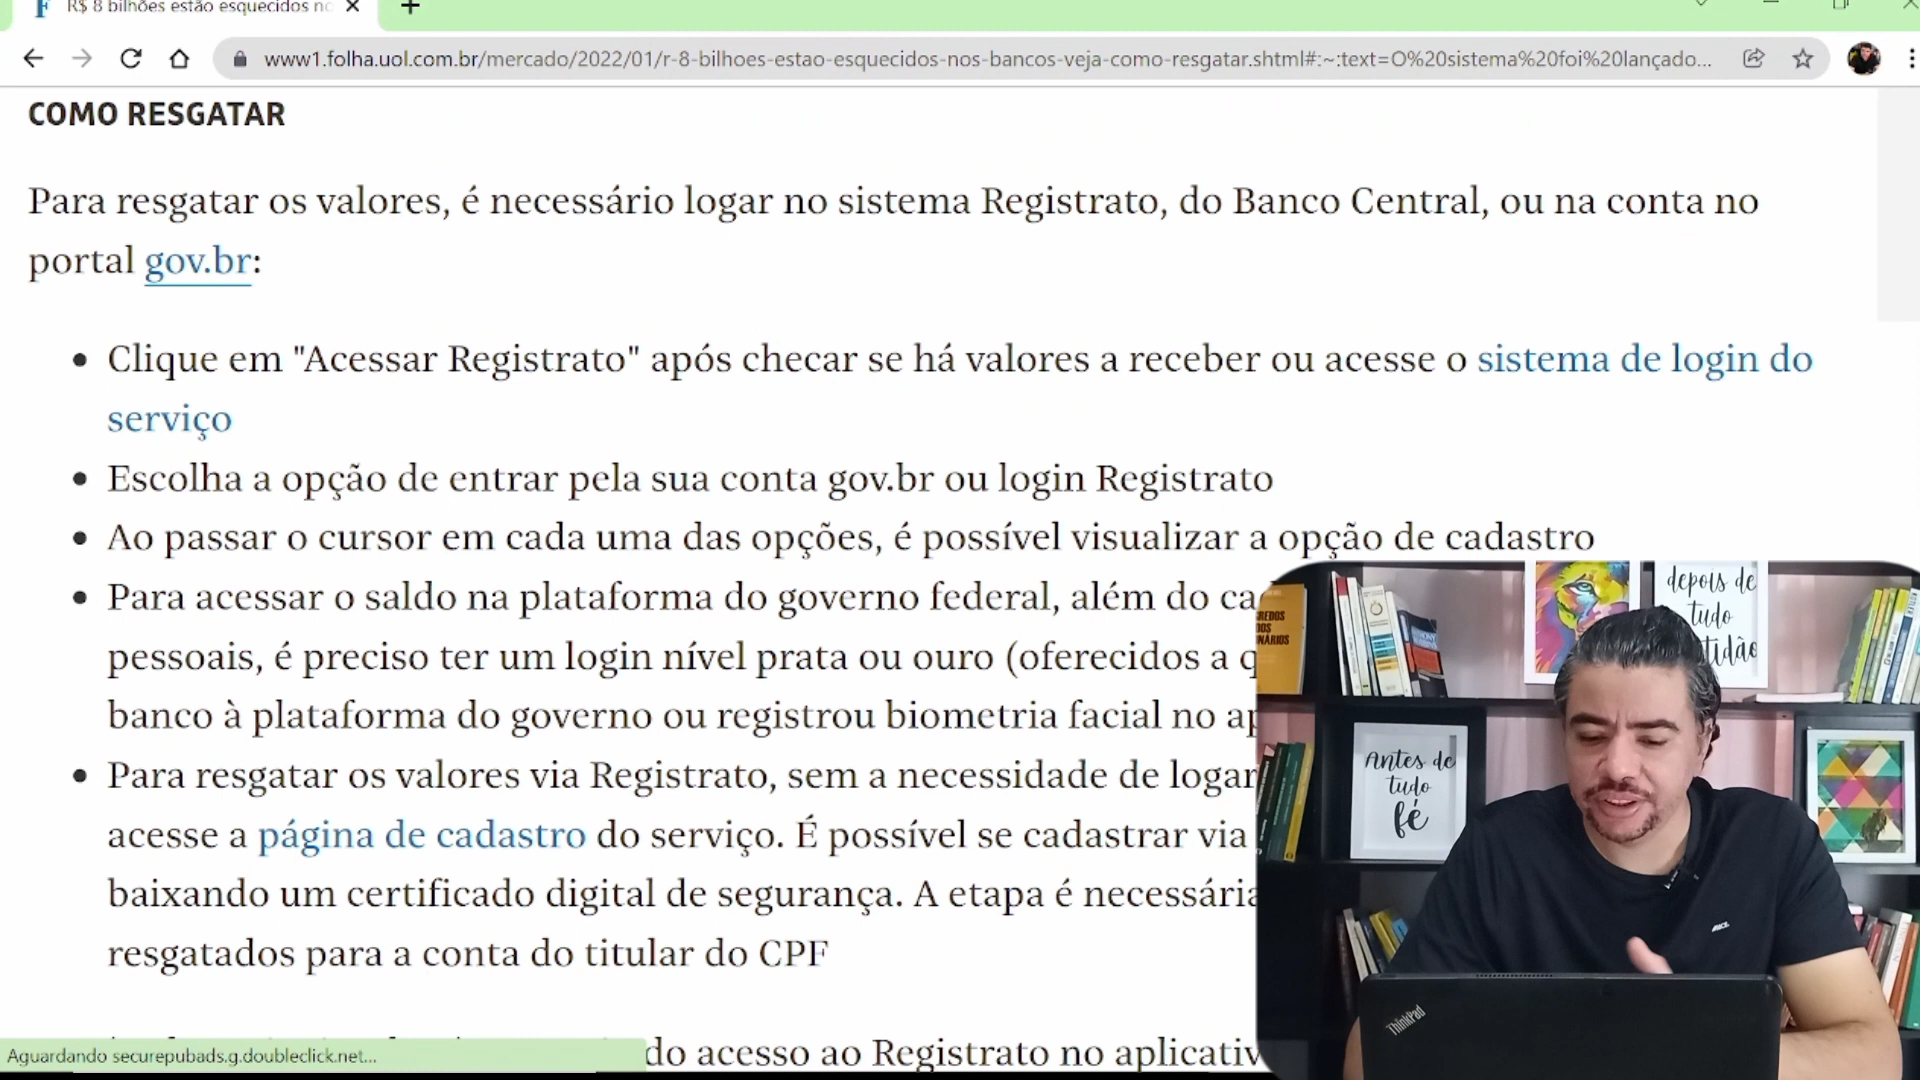 R$ 8 bilhões estão esquecidos no
www1.folha.uol.com.br/mercado/2022/01/r-8-bilhoes-estao-esquecidos-nos-bancos-veja-como-resgatar.shtml#:~:text=O%20sistema%20foi%20lançado...
COMO RESGATAR
Para resgatar os valores, é necessário logar no sistema Registrato, do Banco Central, ou na conta no
portal gov.br:
• Clique em "Acessar Registrato" após checar se há valores a receber ou acesse o sistema de login do
serviço
• Escolha a opção de entrar pela sua conta gov.br ou login Registrato
• Ao passar o cursor em cada uma das opções, é possível visualizar a opção de cadastro
• Para acessar o saldo na plataforma do governo federal, além do
pessoais, é preciso ter um login nível prata ou ouro (oferecidos a
banco à plataforma do governo ou registrou biometria facial no
• Para resgatar os valores via Registrato, sem a necessidade de logar
acesse a página de cadastro do serviço. É possível se cadastrar via
baixando um certificado digital de segurança. A etapa é necessária
resgatados para a conta do titular do CPF
do acesso ao Registrato no
Aguardando securepubads.g.doubleclick.net...
depois de
tudo
Antes de
tudo
fé
ThinkPad